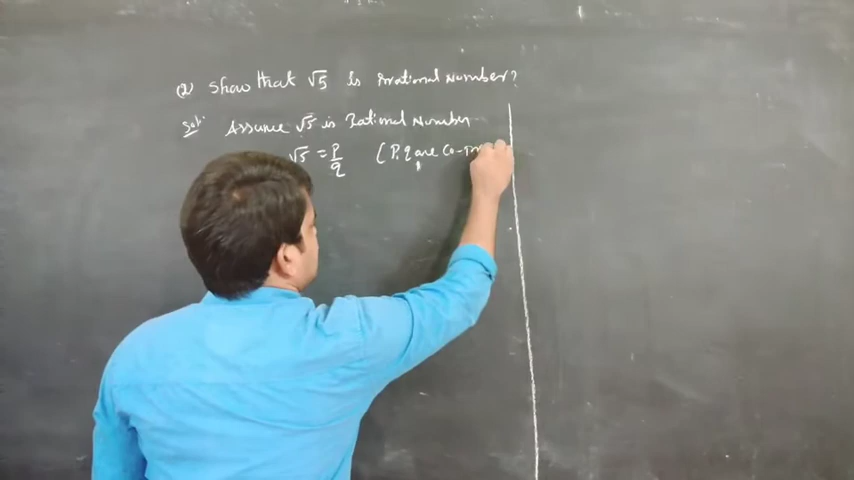 Q) Show that √5 is irrational Number?
Sol: Assume √5 is Rational Number
√5 = P/q (P, q are Co-